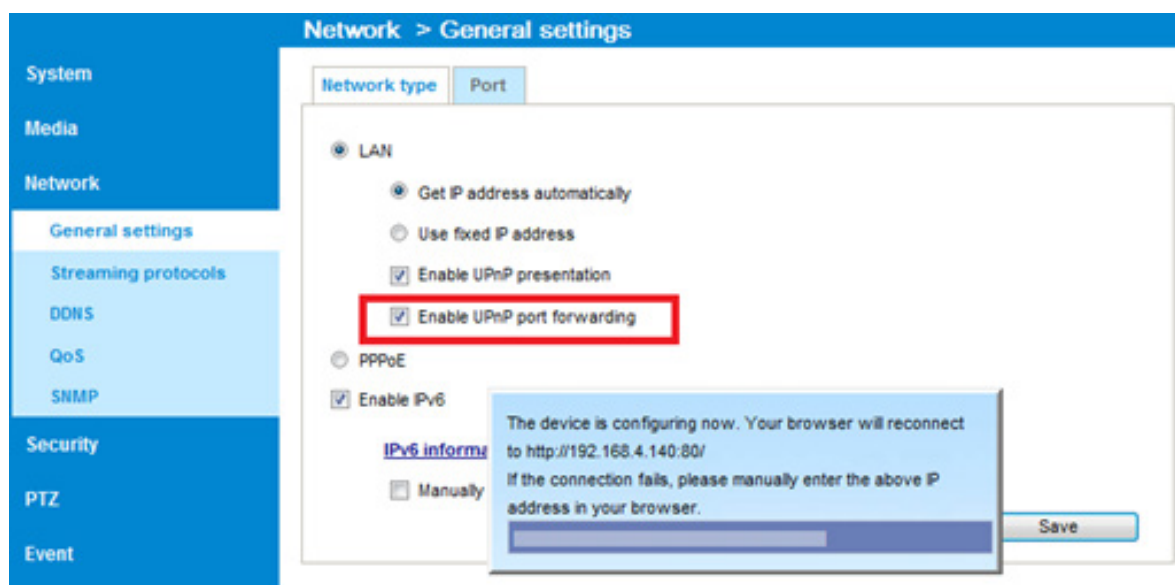 Network > General settings
System
Media
Network
General settings
Streaming protocols
DDNS
QoS
SNMP
Security
PTZ
Event
Network type
Port
LAN
Get IP address automatically
Use fixed IP address
Enable UPnP presentation
Enable UPnP port forwarding
PPPoE
Enable IPv6
IPv6 informa
Manually
The device is configuring now. Your browser will reconnect
to http://192.168.4.140:80/
If the connection fails, please manually enter the above IP
address in your browser.
Save